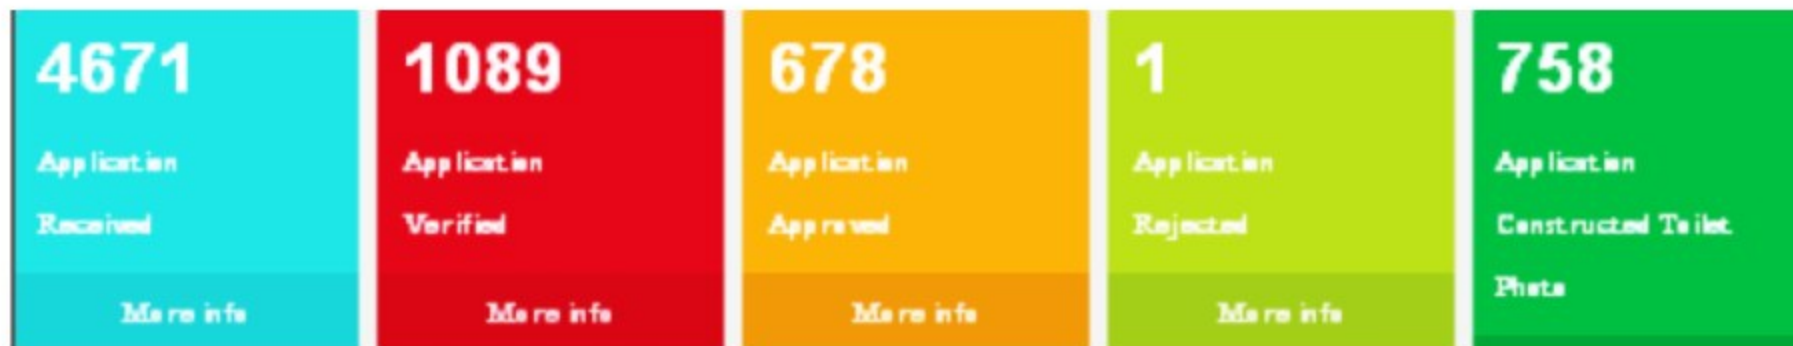 4671
Application
Received
More info
1089
Application
Verified
More info
678
Application
Approved
More info
1
Application
Rejected
More info
758
Application
Constructed Toilet
Photo